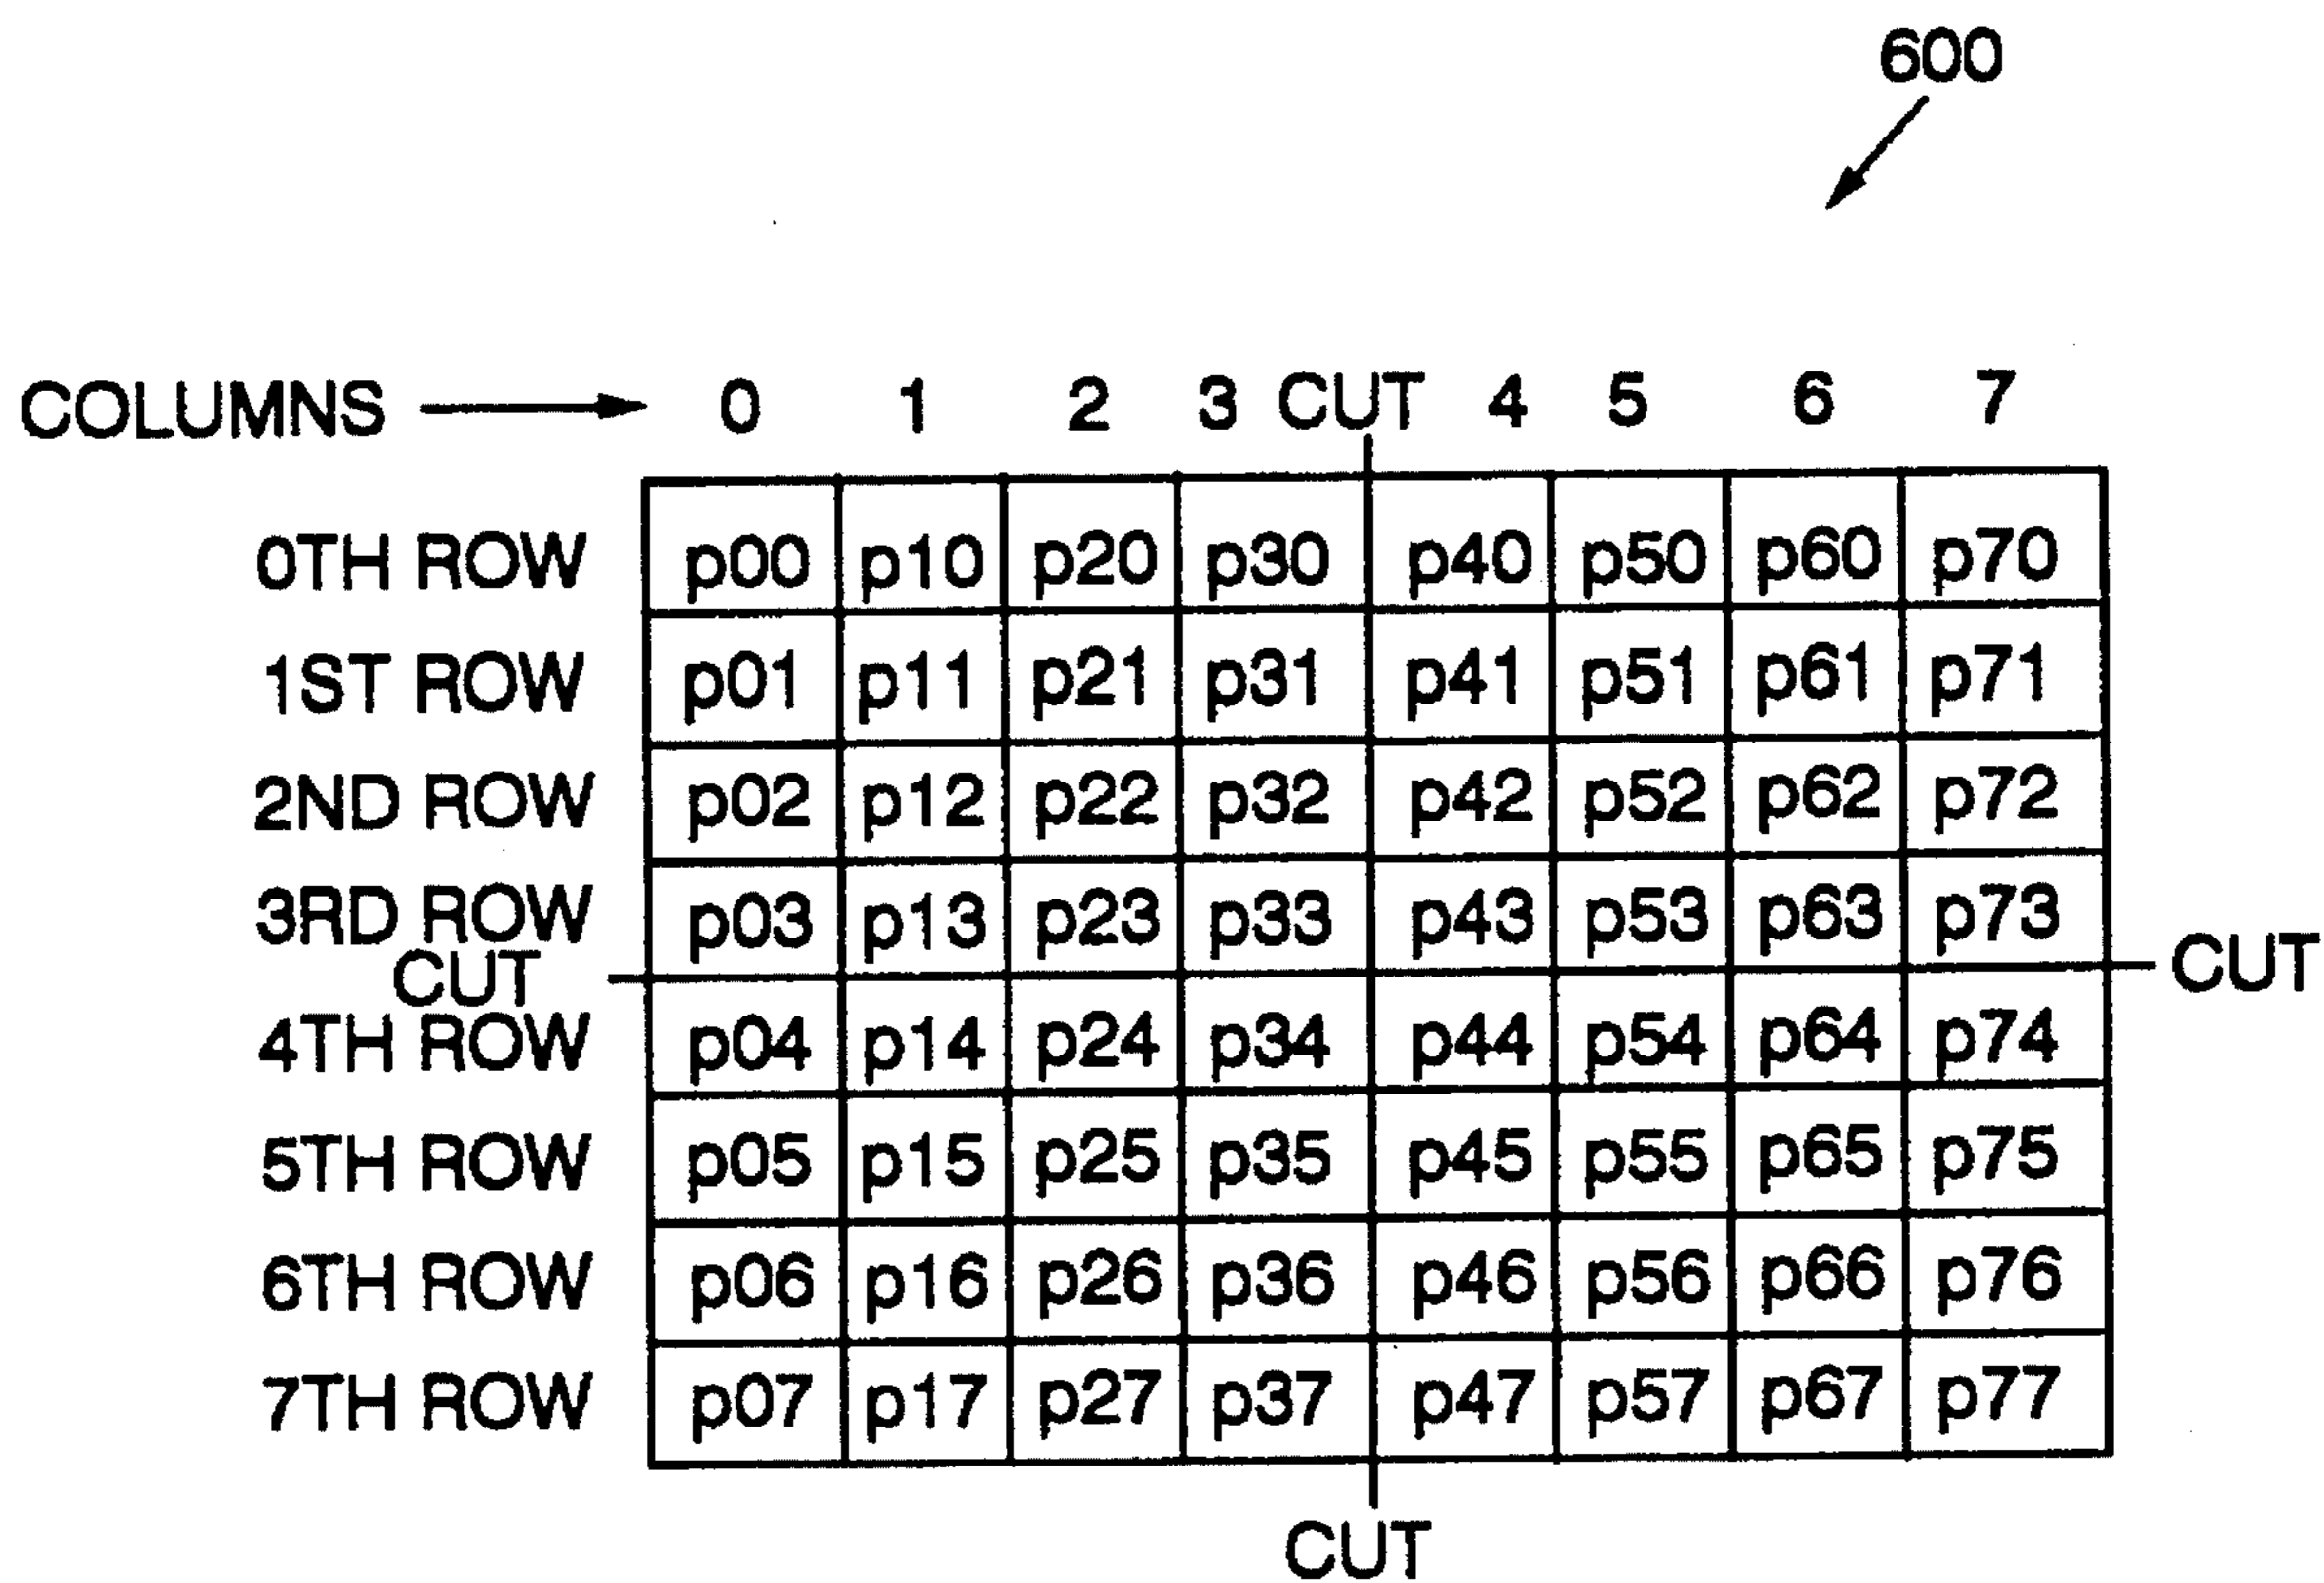 600
COLUMNS 0 1 2 3 CUT 4 5 6 7
0TH ROW p00 p10 p20 p30 p40 p50 p60 p70
1ST ROW p01 p11 p21 p31 p41 p51 p61 p71
2ND ROW p02 p12 p22 p32 p42 p52 p62 p72
3RD ROW p03 p13 p23 p33 p43 p53 p63 p73
CUT CUT
4TH ROW p04 p14 p24 p34 p44 p54 p64 p74
5TH ROW p05 p15 p25 p35 p45 p55 p65 p75
6TH ROW p06 p16 p26 p36 p46 p56 p66 p76
7TH ROW p07 p17 p27 p37 p47 p57 p67 p77
CUT